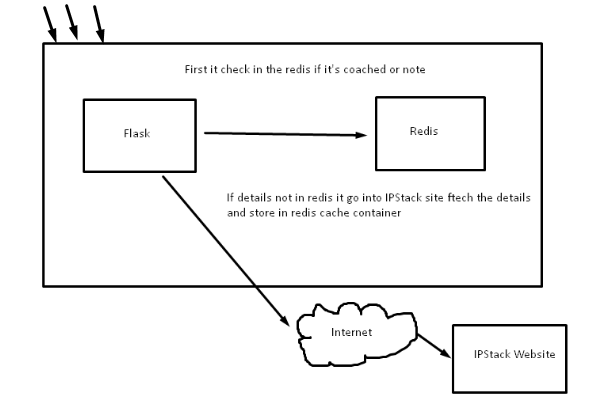 First it check in the redis if it's coached or note
Flask
Redis
If details not in redis it go into IPStack site ftech the details
and store in redis cache container
Internet
IPStack Website